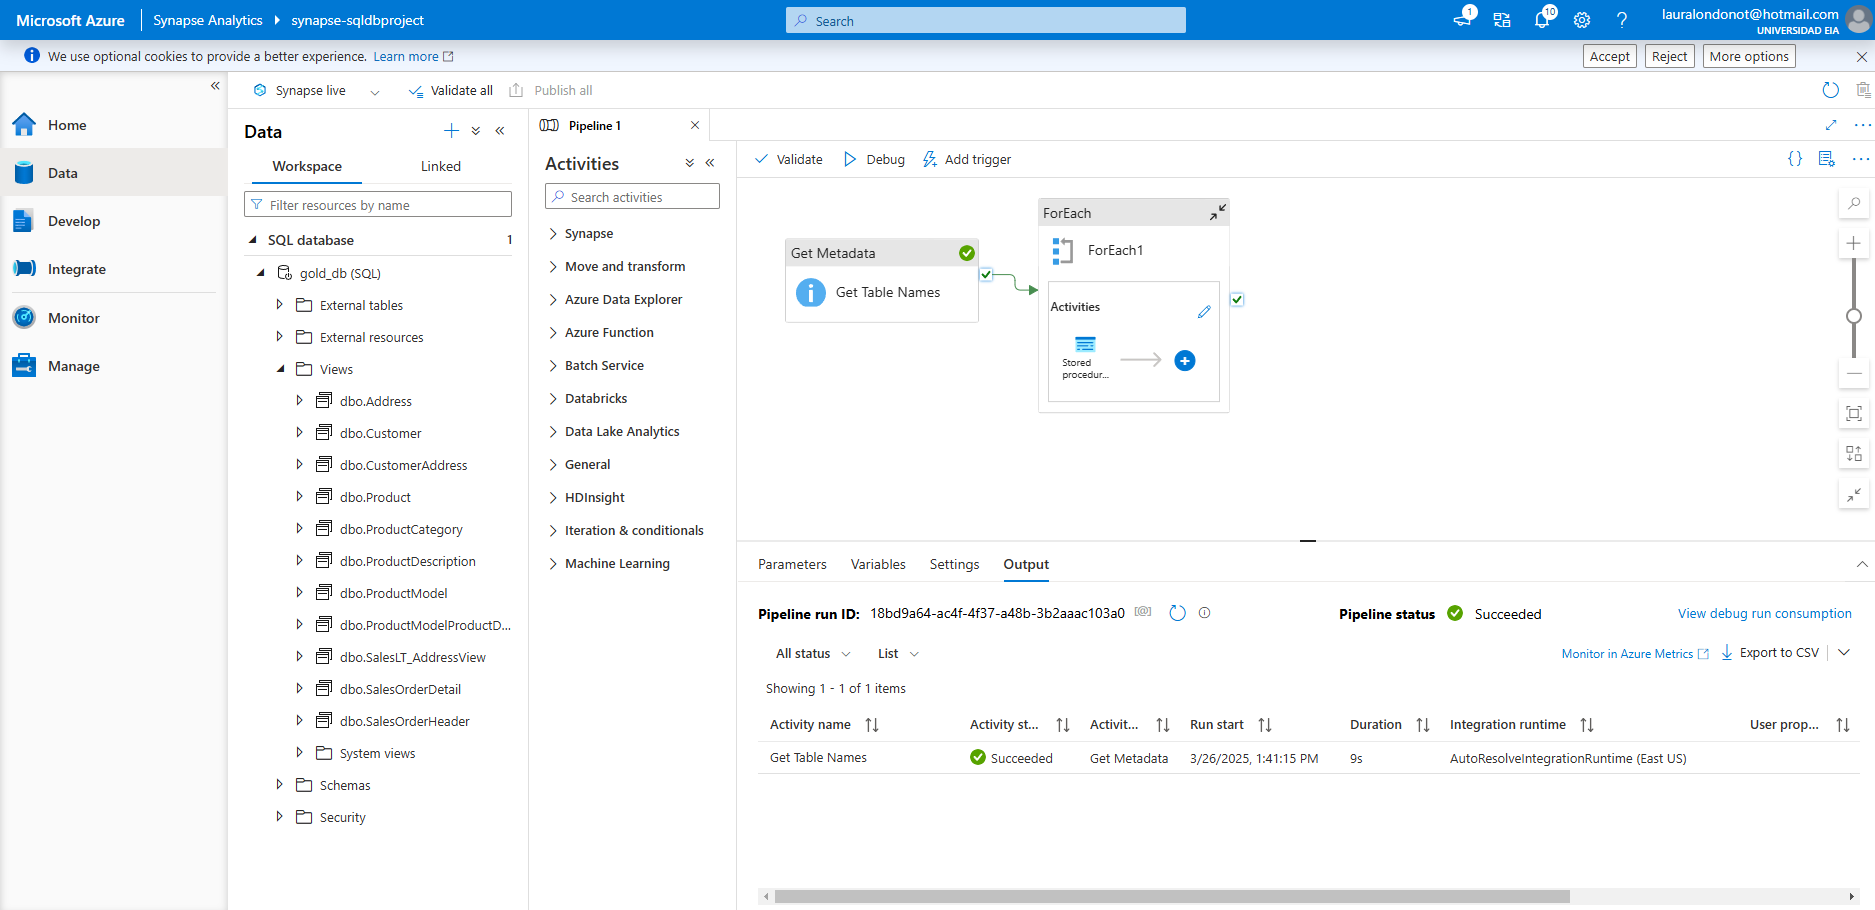 Microsoft Azure
Synapse Analytics
synapse-sqldbproject
Search
1
10
lauralondonot@hotmail.com
UNIVERSIDAD EIA
We use optional cookies to provide a better experience. Learn more
Accept
Reject
More options
Synapse live
Validate all
Publish all
Home
Data
Develop
Integrate
Monitor
Manage
Data
Workspace
Linked
Filter resources by name
SQL database
1
gold_db (SQL)
External tables
External resources
Views
dbo.Address
dbo.Customer
dbo.CustomerAddress
dbo.Product
dbo.ProductCategory
dbo.ProductDescription
dbo.ProductModel
dbo.ProductModelProductD...
dbo.SalesLT_AddressView
dbo.SalesOrderDetail
dbo.SalesOrderHeader
System views
Schemas
Security
Pipeline 1
Activities
Search activities
Synapse
Move and transform
Azure Data Explorer
Azure Function
Batch Service
Databricks
Data Lake Analytics
General
HDInsight
Iteration & conditionals
Machine Learning
Validate
Debug
Add trigger
Get Metadata
Get Table Names
ForEach
ForEach1
Activities
Stored
procedur...
Parameters
Variables
Settings
Output
Pipeline run ID: 18bd9a64-ac4f-4f37-a48b-3b2aaac103a0
Pipeline status
Succeeded
View debug run consumption
All status
List
Monitor in Azure Metrics
Export to CSV
Showing 1 - 1 of 1 items
Activity name
Activity st...
Activit...
Run start
Duration
Integration runtime
User prop...
Get Table Names
Succeeded
Get Metadata
3/26/2025, 1:41:15 PM
9s
AutoResolveIntegrationRuntime (East US)